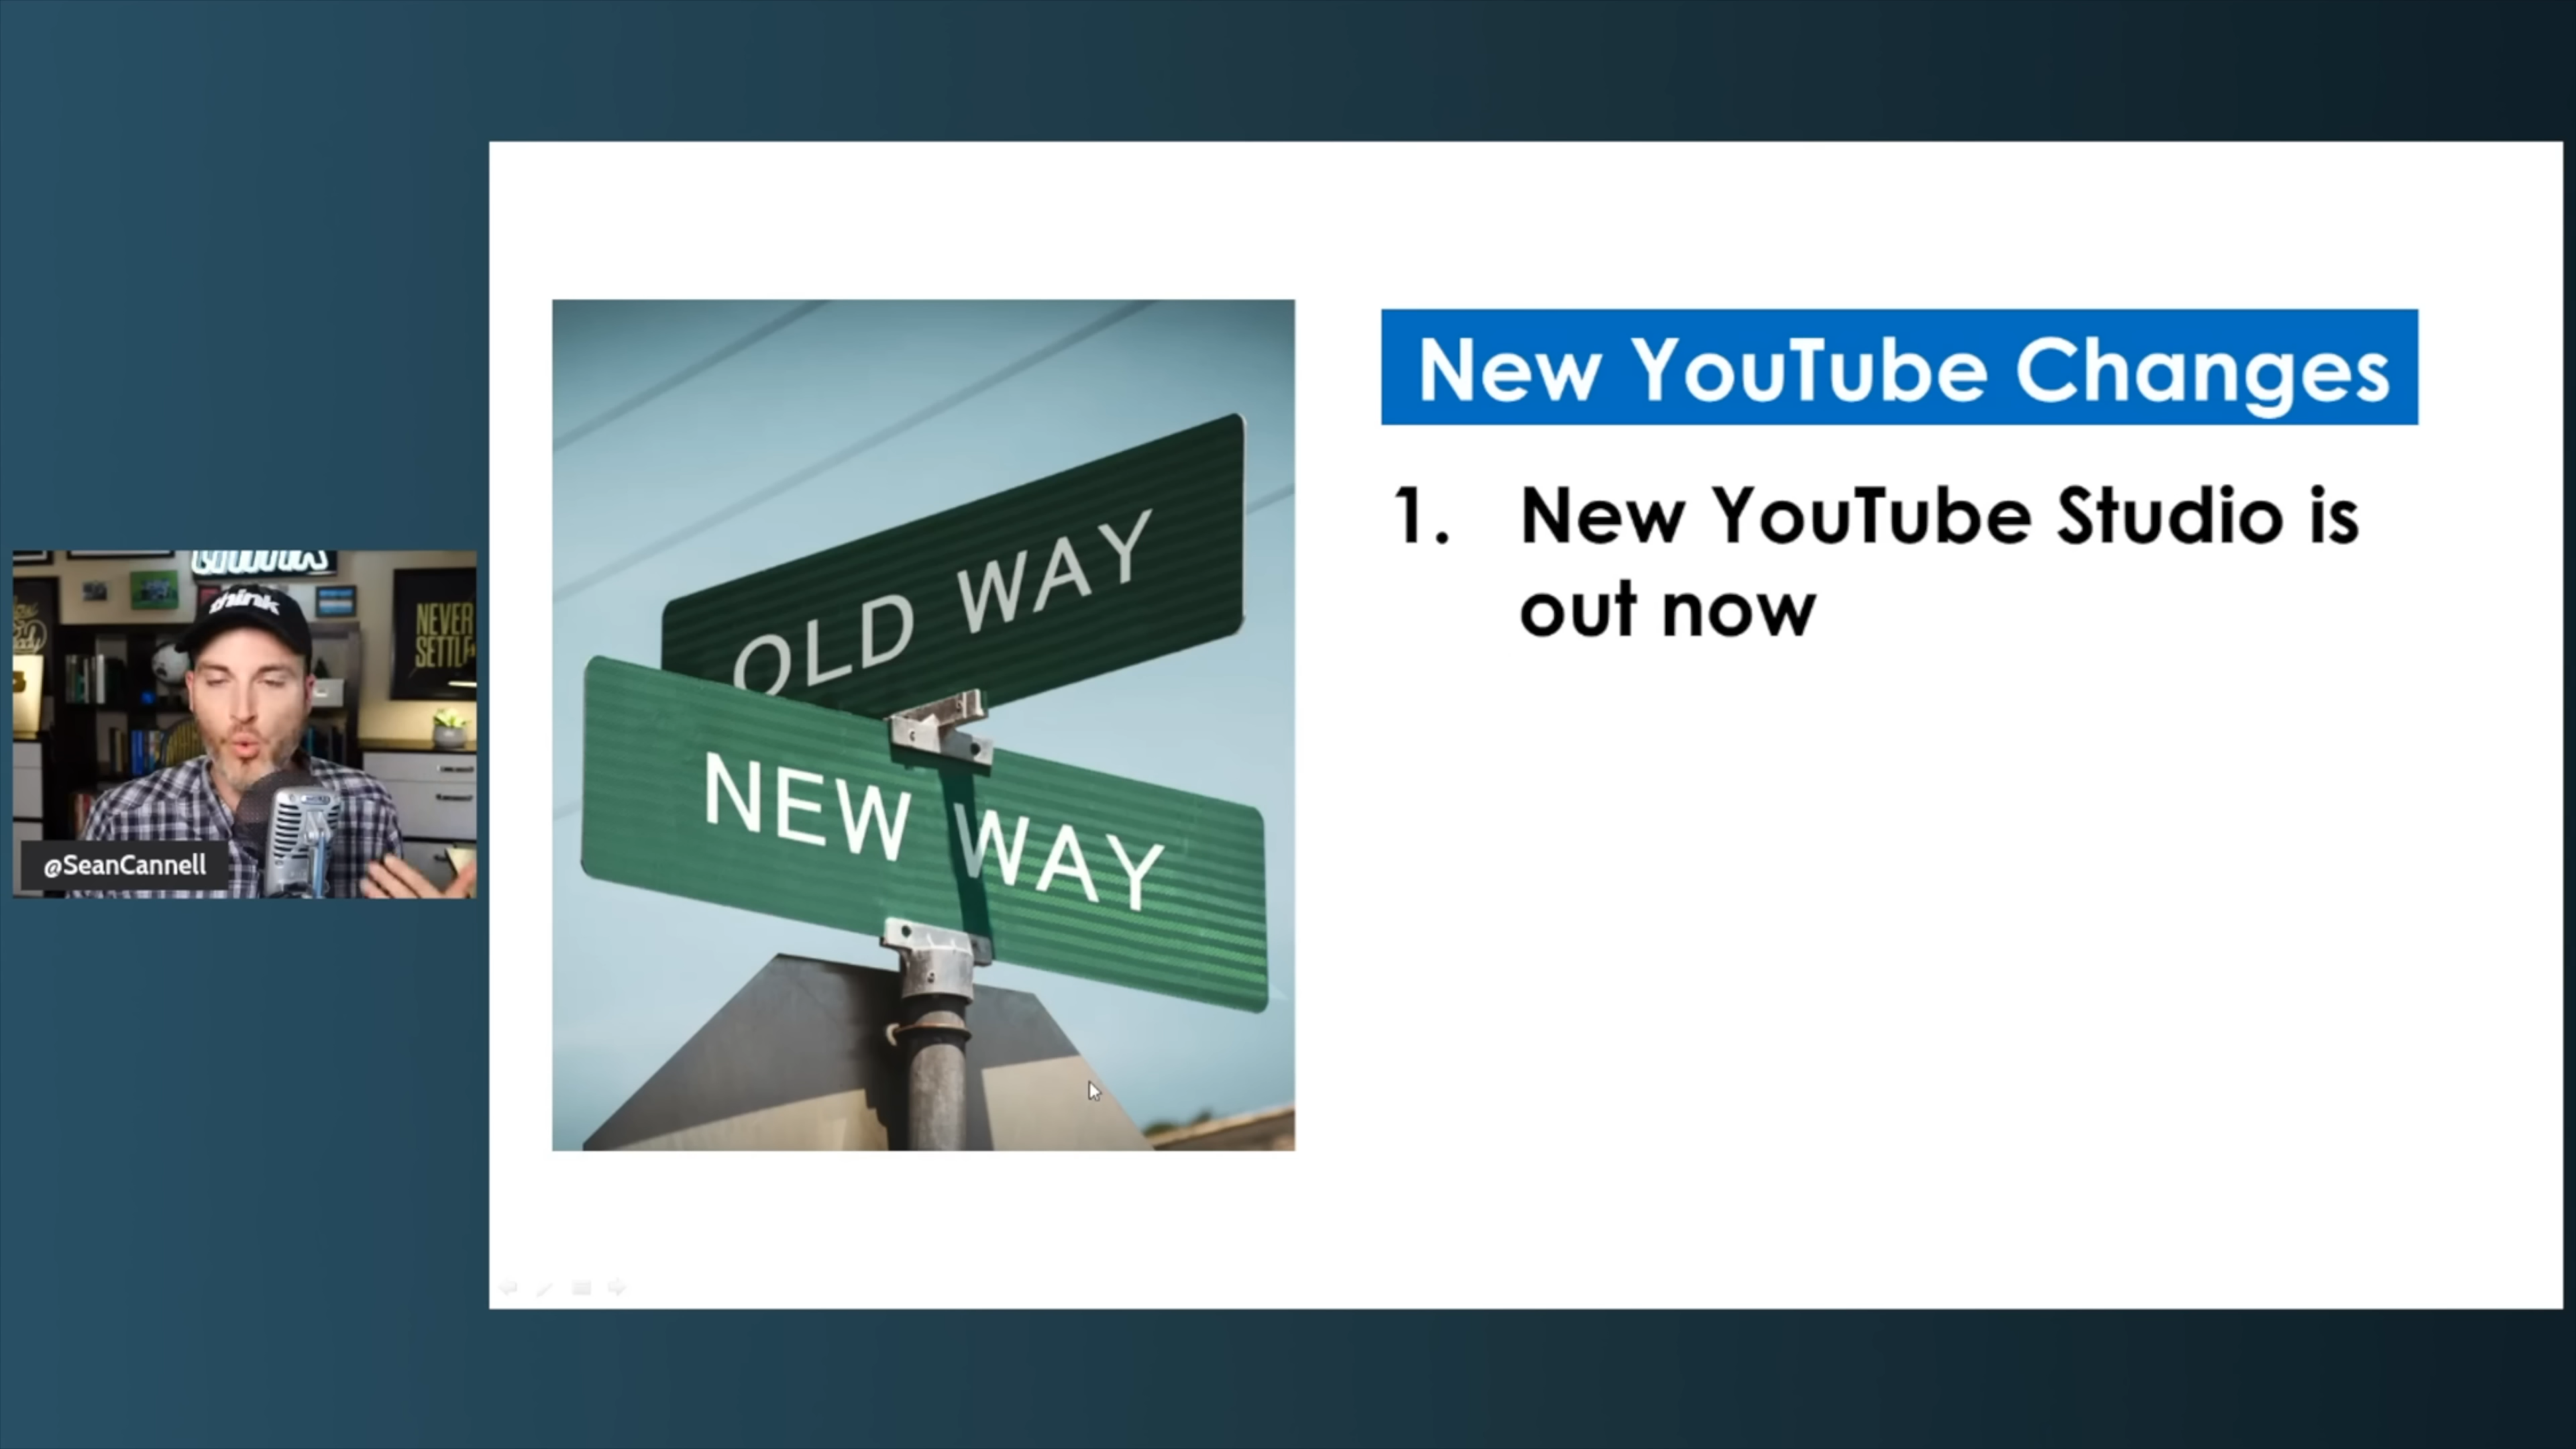 think
NEVER
SETTLE
@SeanCannell
OLD WAY
NEW WAY
New YouTube Changes
1. New YouTube Studio is
out now